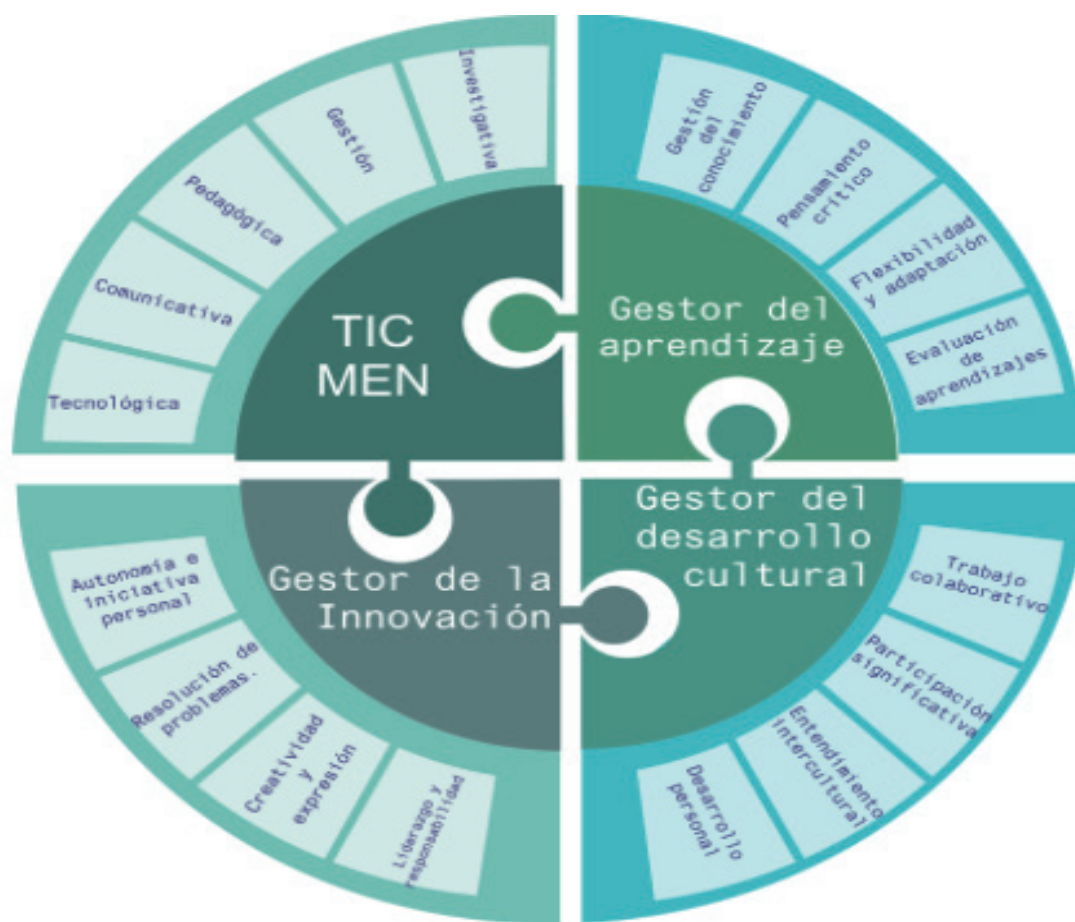 TIC
MEN
Tecnológica
Comunicativa
Pedagógica
Gestión
Investigativa
Gestor del
aprendizaje
Gestión
del
conocimiento
Pensamiento
crítico
Flexibilidad
y adaptación
Evaluación
de
aprendizajes
Gestor de la
Innovación
Autonomía e
iniciativa
personal
Resolución de
problemas.
Creatividad
y
expresión
Liderazgo y
responsabilidad
Gestor del
desarrollo
cultural
Trabajo
colaborativo
Participación
significativa
Entendimiento
intercultural
Desarrollo
personal